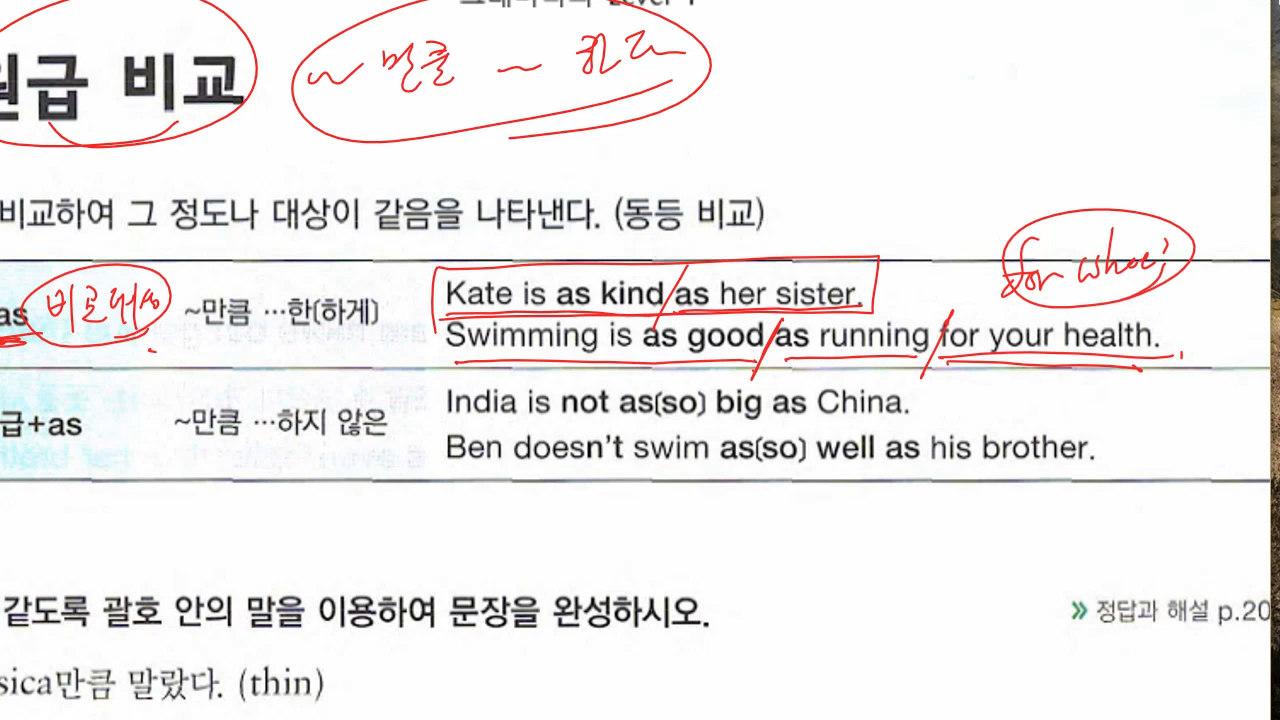 원급 비교
~ 만큼 ~ 하다
비교하여 그 정도나 대상이 같음을 나타낸다. (동등 비교)
for what?
as 비교대상 ~만큼 …한(하게) Kate is as kind as her sister.
Swimming is as good as running for your health.
급+as ~만큼 …하지 않은 India is not as(so) big as China.
Ben doesn't swim as(so) well as his brother.
같도록 괄호 안의 말을 이용하여 문장을 완성하시오.
» 정답과 해설 p.20
sica만큼 말랐다. (thin)